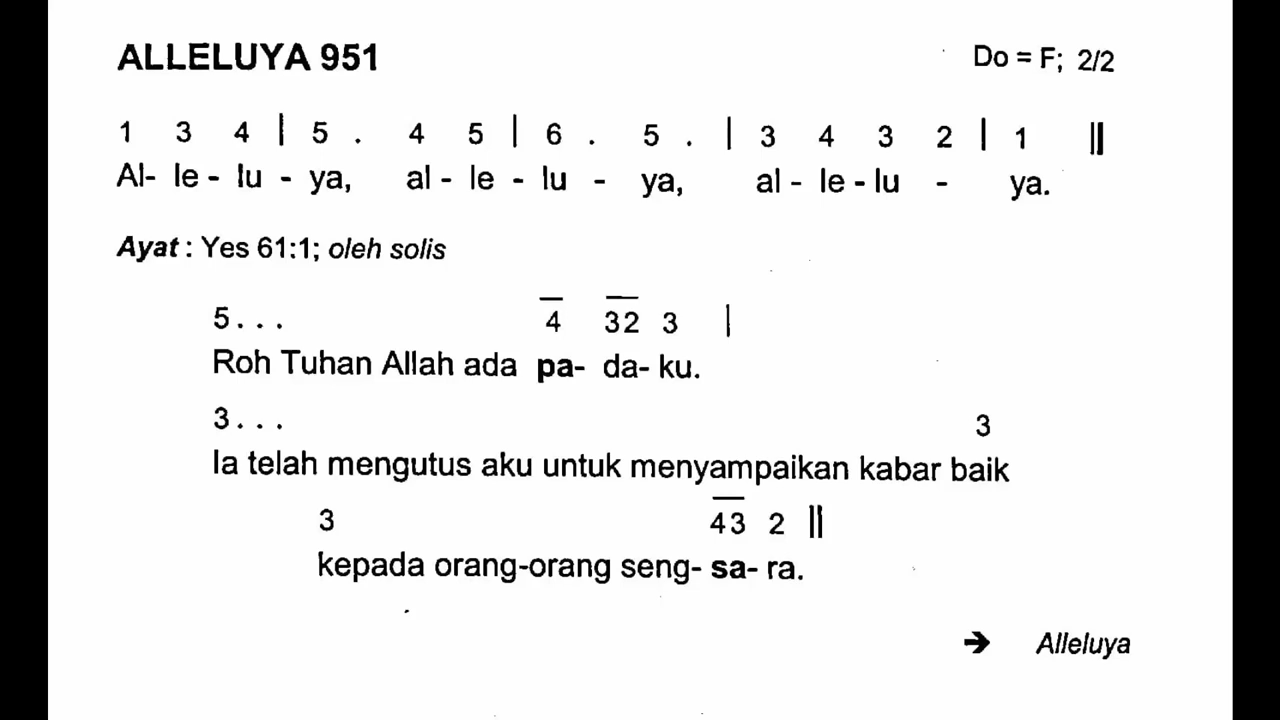 ALLELUYA 951 Do = F; 2/2
1 3 4 | 5 . 4 5 | 6 . 5 . | 3 4 3 2 | 1 ||
Al- le - lu - ya, al - le - lu - ya, al - le - lu - ya.
Ayat : Yes 61:1; oleh solis
5 . . . 4 32 3 |
Roh Tuhan Allah ada pa- da- ku.
3 . . . 3
Ia telah mengutus aku untuk menyampaikan kabar baik
3 43 2 ||
kepada orang-orang seng- sa- ra.
➔ Alleluya